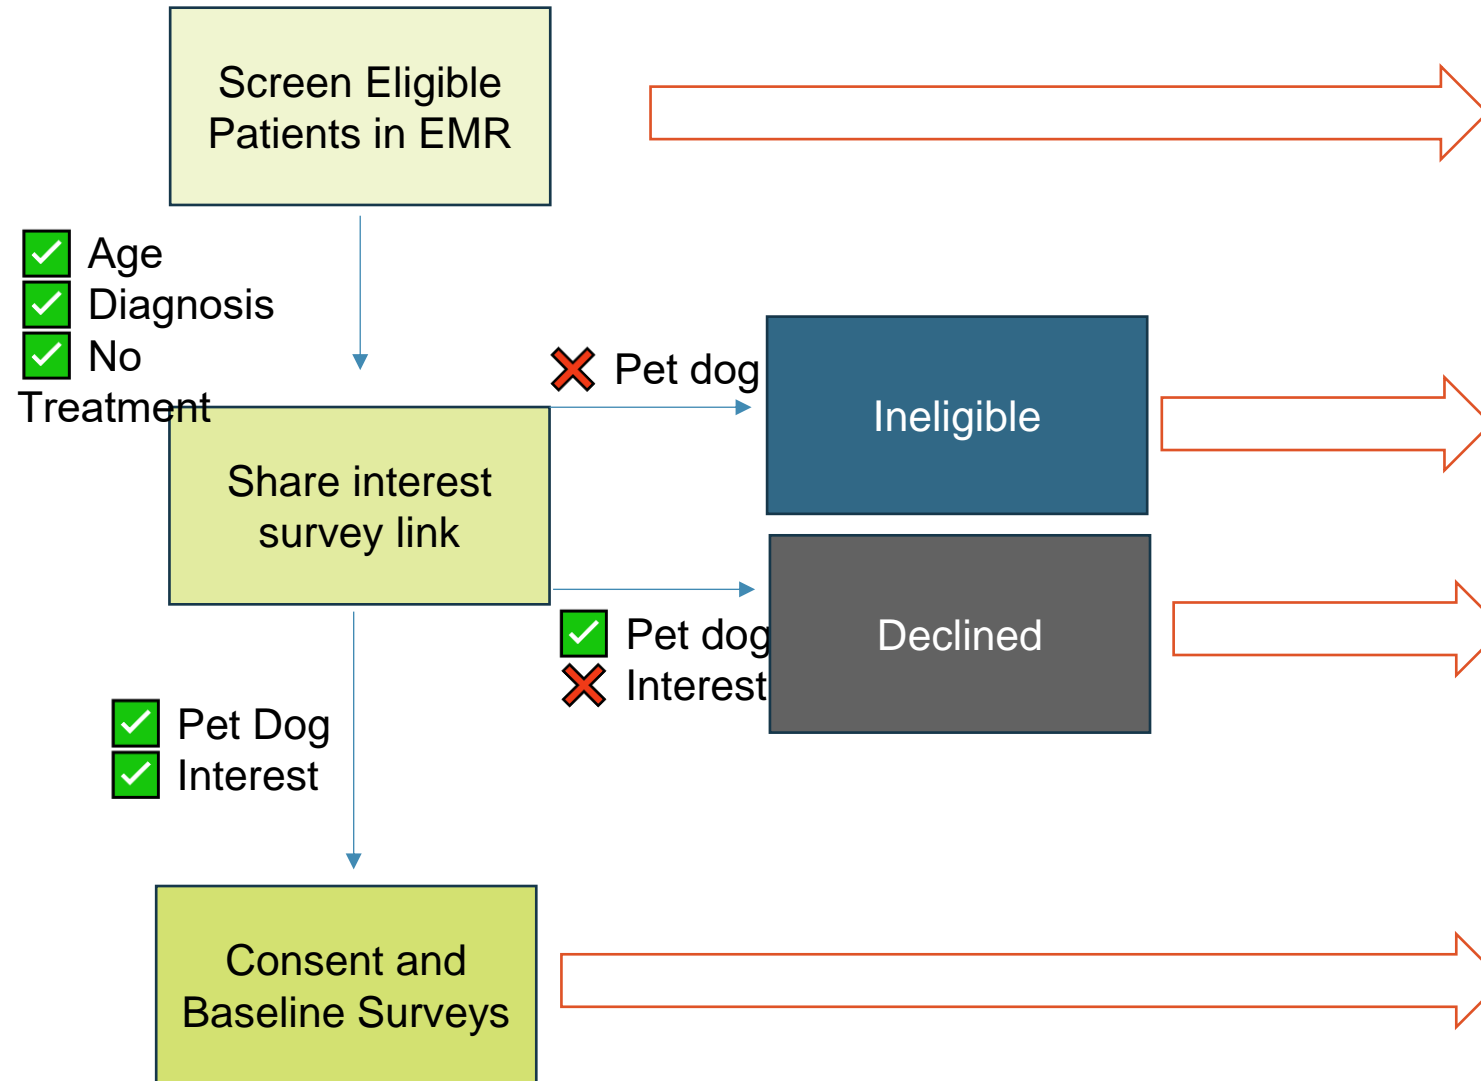 Screen Eligible
Patients in EMR
✅ Age
✅ Diagnosis
✅ No
Treatment
❌ Pet dog
Ineligible
Share interest
survey link
✅ Pet dog
❌ Interest
Declined
✅ Pet Dog
✅ Interest
Consent and
Baseline Surveys